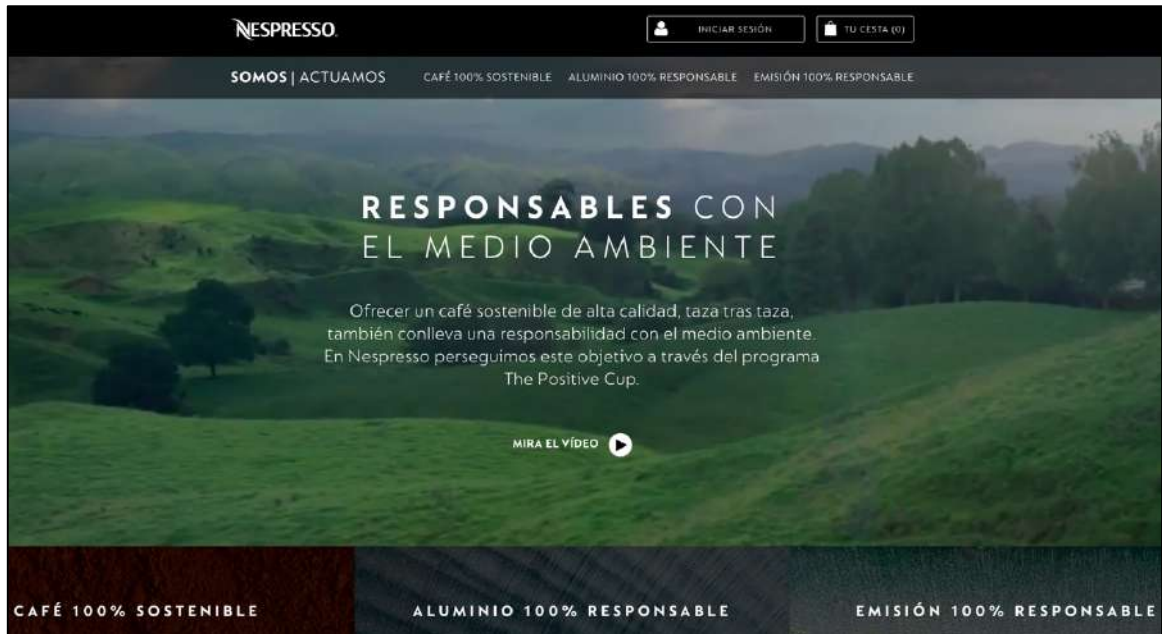 NESPRESSO.
INICIAR SESIÓN
TU CESTA (0)
SOMOS | ACTUAMOS
CAFÉ 100% SOSTENIBLE
ALUMINIO 100% RESPONSABLE
EMISIÓN 100% RESPONSABLE
RESPONSABLES CON
EL MEDIO AMBIENTE
Ofrecer un café sostenible de alta calidad, taza tras taza,
también conlleva una responsabilidad con el medio ambiente.
En Nespresso perseguimos este objetivo a través del programa
The Positive Cup.
MIRA EL VÍDEO
CAFÉ 100% SOSTENIBLE
ALUMINIO 100% RESPONSABLE
EMISIÓN 100% RESPONSABLE